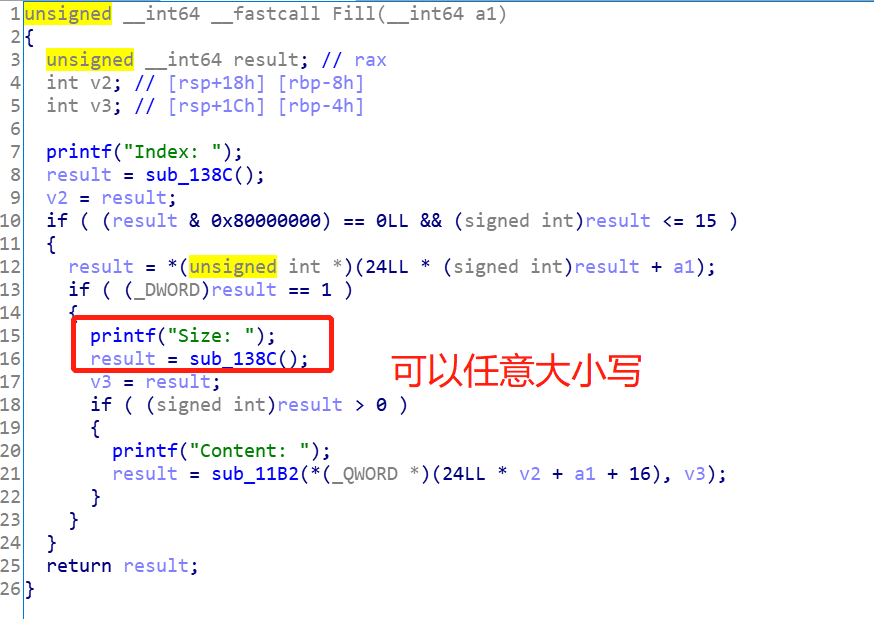 1 unsigned __int64 __fastcall Fill(__int64 a1)
2 {
3   unsigned __int64 result; // rax
4   int v2; // [rsp+18h] [rbp-8h]
5   int v3; // [rsp+1Ch] [rbp-4h]
6
7   printf("Index: ");
8   result = sub_138C();
9   v2 = result;
10   if ( (result & 0x80000000) == 0LL && (signed int)result <= 15 )
11   {
12     result = *(unsigned int *)(24LL * (signed int)result + a1);
13     if ( (_DWORD)result == 1 )
14     {
15       printf("Size: ");
16       result = sub_138C();
可以任意大小写
17       v3 = result;
18       if ( (signed int)result > 0 )
19       {
20         printf("Content: ");
21         result = sub_11B2(*(_QWORD *)(24LL * v2 + a1 + 16), v3);
22       }
23     }
24   }
25   return result;
26 }